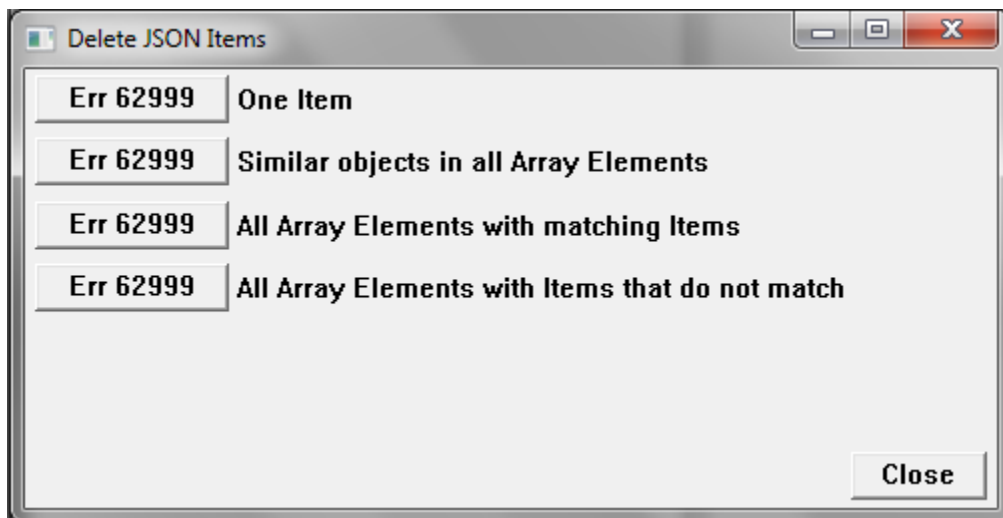 Delete JSON Items
Err 62999 One Item
Err 62999 Similar objects in all Array Elements
Err 62999 All Array Elements with matching Items
Err 62999 All Array Elements with Items that do not match
Close